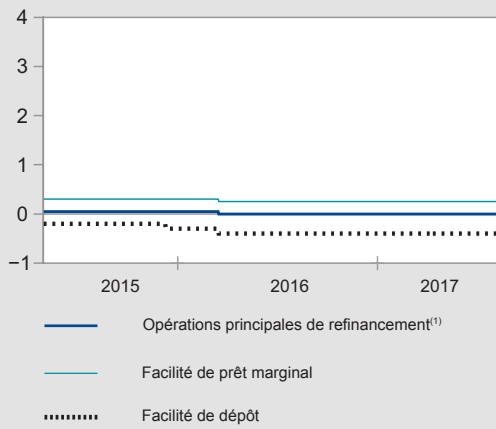 4
3
2
1
0
−1
2015 2016 2017
Opérations principales de refinancement(1)
Facilité de prêt marginal
Facilité de dépôt